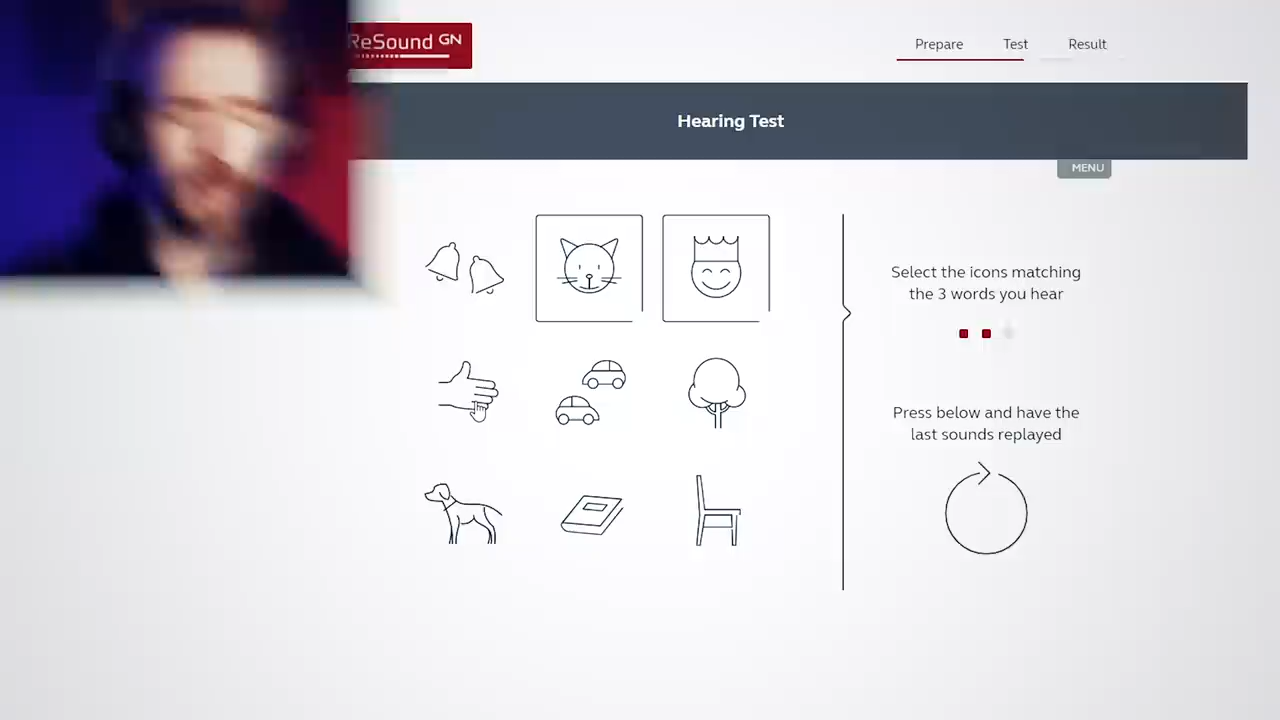 ReSound GN
Prepare
Test
Result
Hearing Test
MENU
Select the icons matching
the 3 words you hear
Press below and have the
last sounds replayed